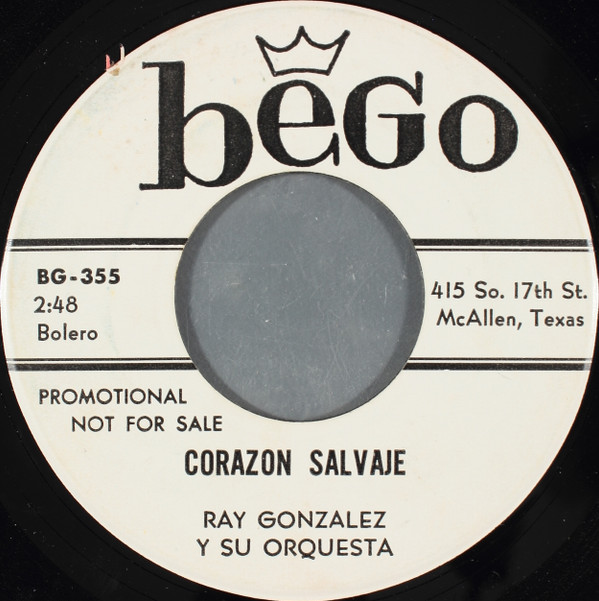 beGo
BG-355
2:48
Bolero
415 So. 17th St.
McAllen, Texas
PROMOTIONAL
NOT FOR SALE
CORAZON SALVAJE
RAY GONZALEZ
Y SU ORQUESTA